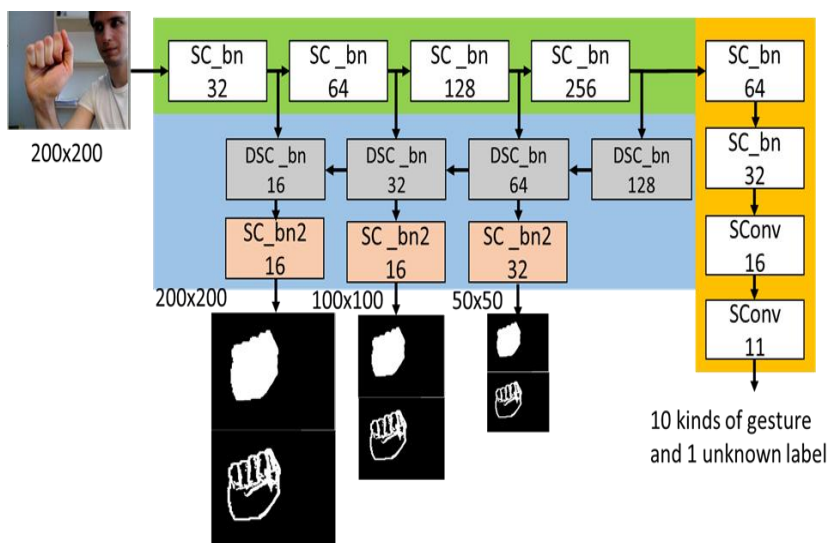 SC_bn
32
SC_bn
64
SC_bn
128
SC_bn
256
SC_bn
64
200x200
DSC_bn
16
DSC_bn
32
DSC_bn
64
DSC_bn
128
SC_bn
32
SC_bn2
16
SC_bn2
16
SC_bn2
32
SConv
16
200x200
100x100
50x50
SConv
11
10 kinds of gesture
and 1 unknown label